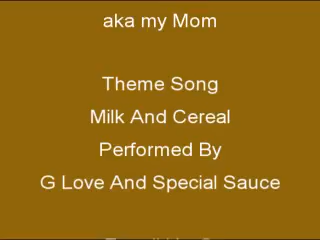 aka my Mom
Theme Song
Milk And Cereal
Performed By
G Love And Special Sauce